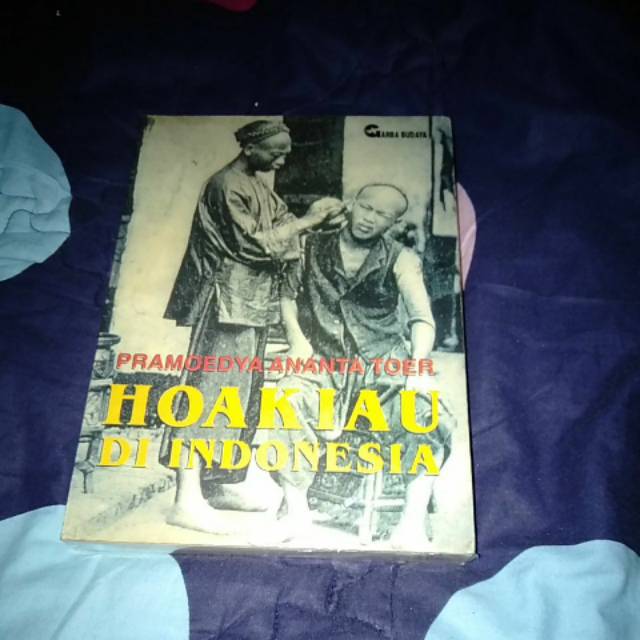 GARBA BUDAYA
PRAMOEDYA ANANTA TOER
HOAKIAU
DI INDONESIA